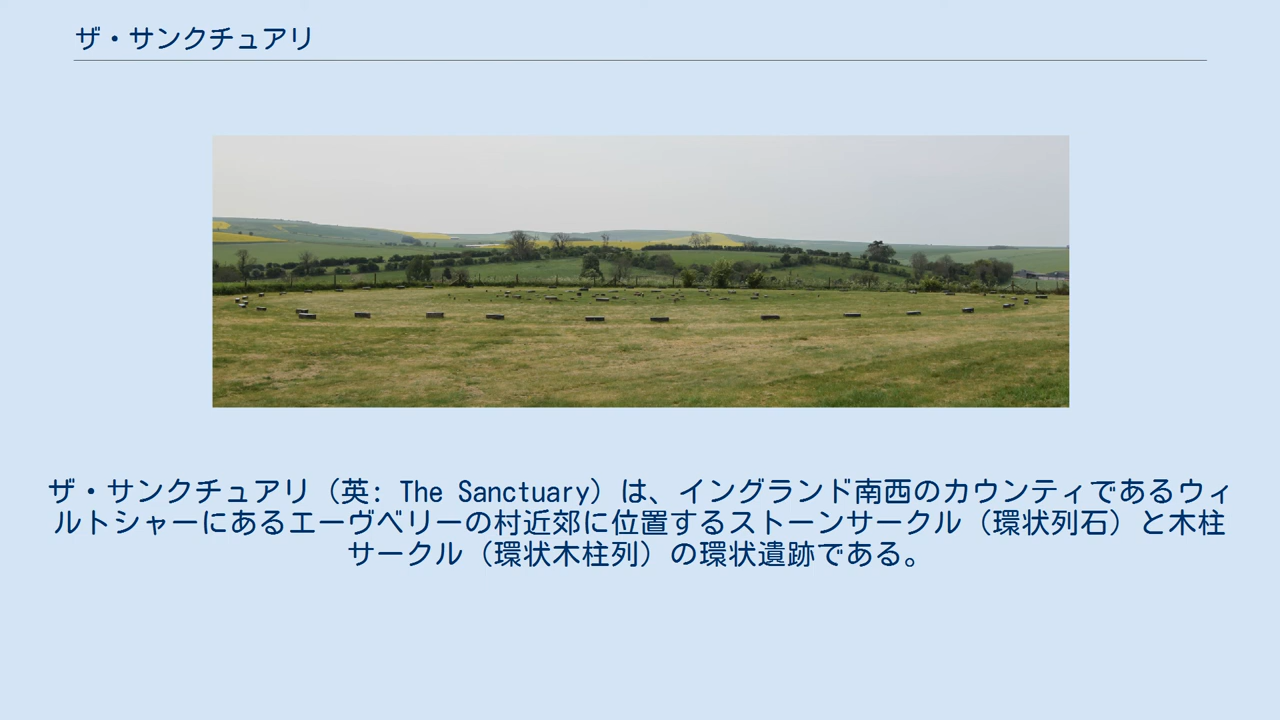 ザ・サンクチュアリ
ザ・サンクチュアリ（英: The Sanctuary）は、イングランド南西のカウンティであるウィ
ルトシャーにあるエーヴベリーの村近郊に位置するストーンサークル（環状列石）と木柱
サークル（環状木柱列）の環状遺跡である。